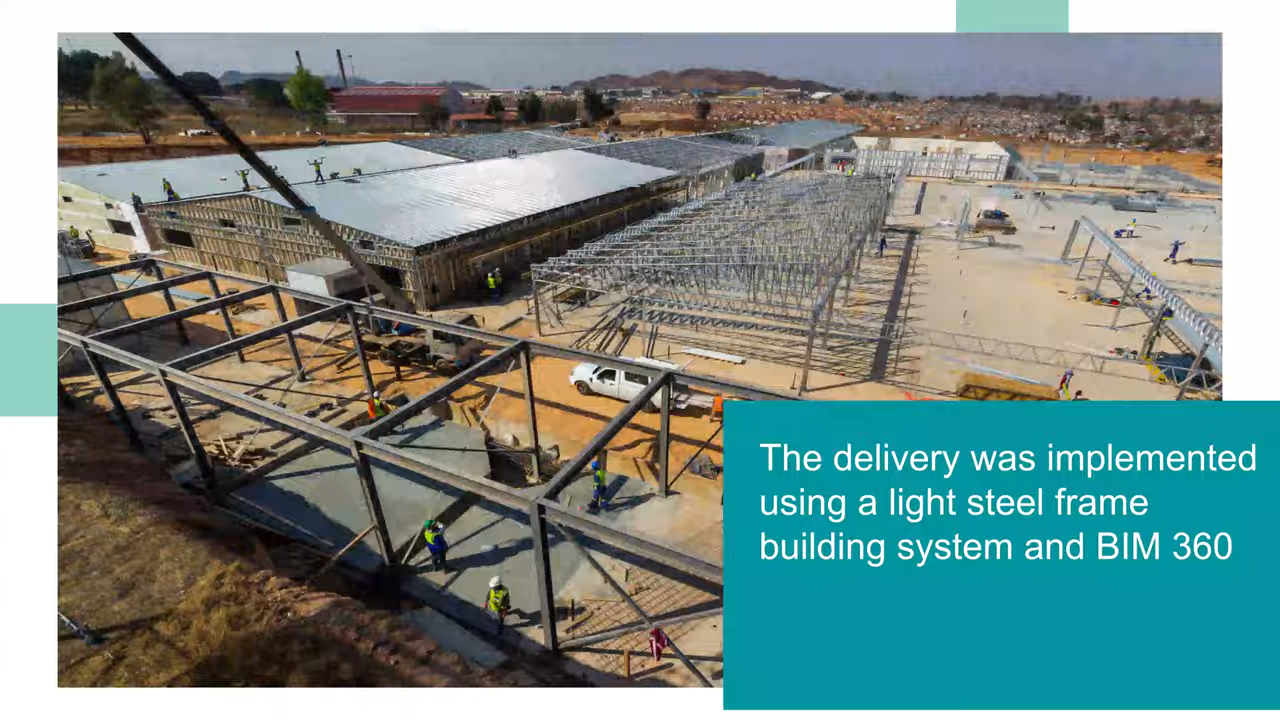 The delivery was implemented
using a light steel frame
building system and BIM 360